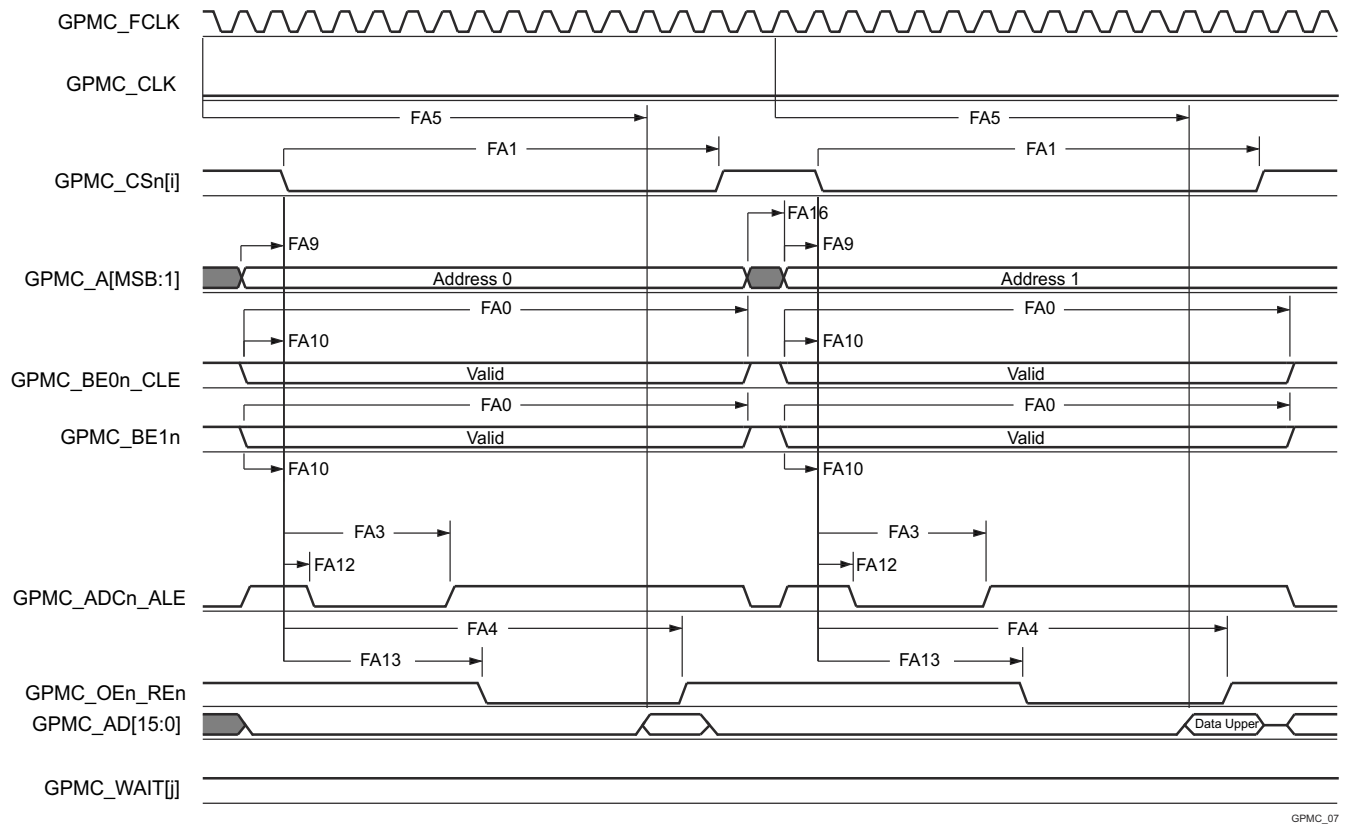 GPMC_FCLK
GPMC_CLK
FA5 FA5
FA1 FA1
GPMC_CSn[i]
FA16
FA9 FA9
GPMC_A[MSB:1] Address 0 Address 1
FA0 FA0
FA10 FA10
GPMC_BE0n_CLE Valid Valid
FA0 FA0
GPMC_BE1n Valid Valid
FA10 FA10
FA3 FA3
FA12 FA12
GPMC_ADCn_ALE
FA4 FA4
FA13 FA13
GPMC_OEn_REn
GPMC_AD[15:0] Data Upper
GPMC_WAIT[j]
GPMC_07